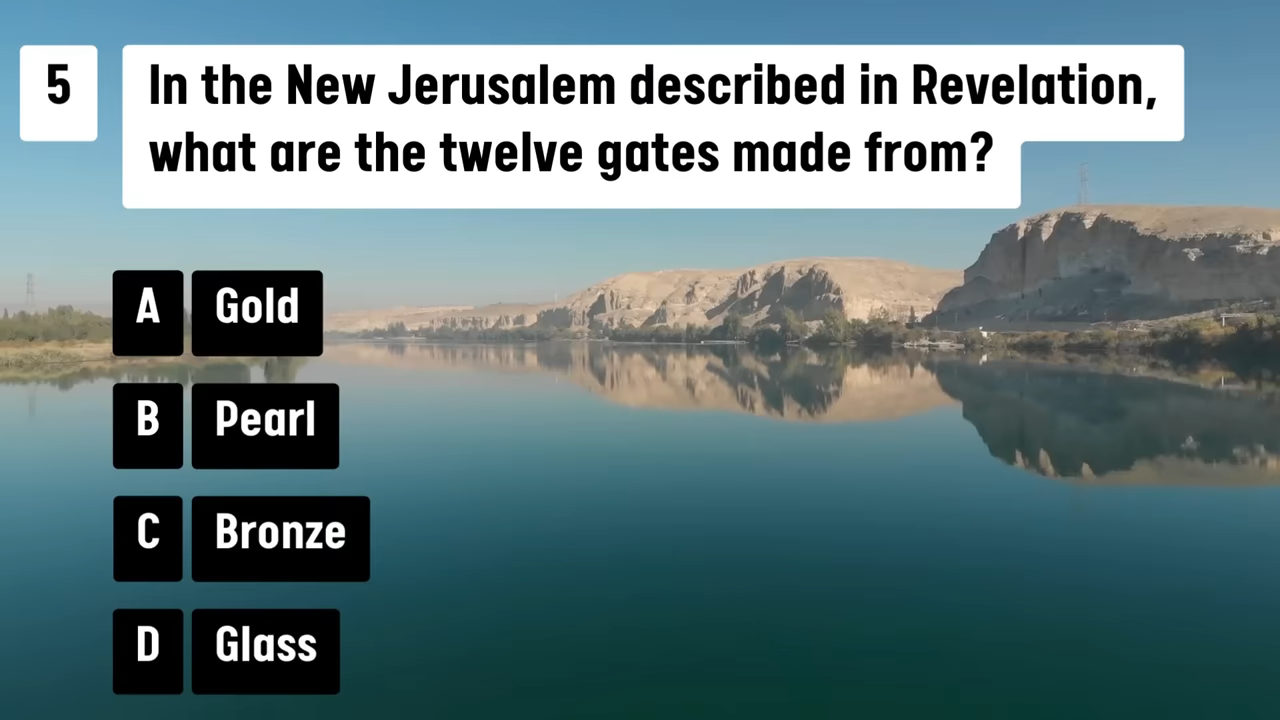 5
In the New Jerusalem described in Revelation,
what are the twelve gates made from?
A Gold
B Pearl
C Bronze
D Glass